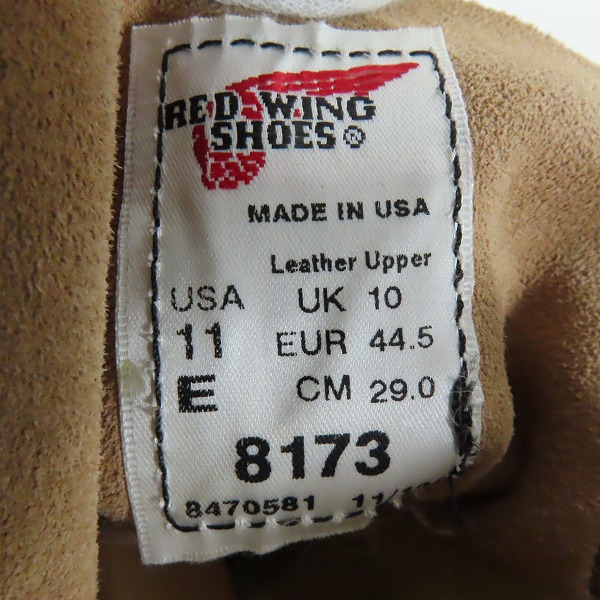 RED WING
SHOES®
MADE IN USA
Leather Upper
USA UK 10
11 EUR 44.5
E CM 29.0
8173
8470581